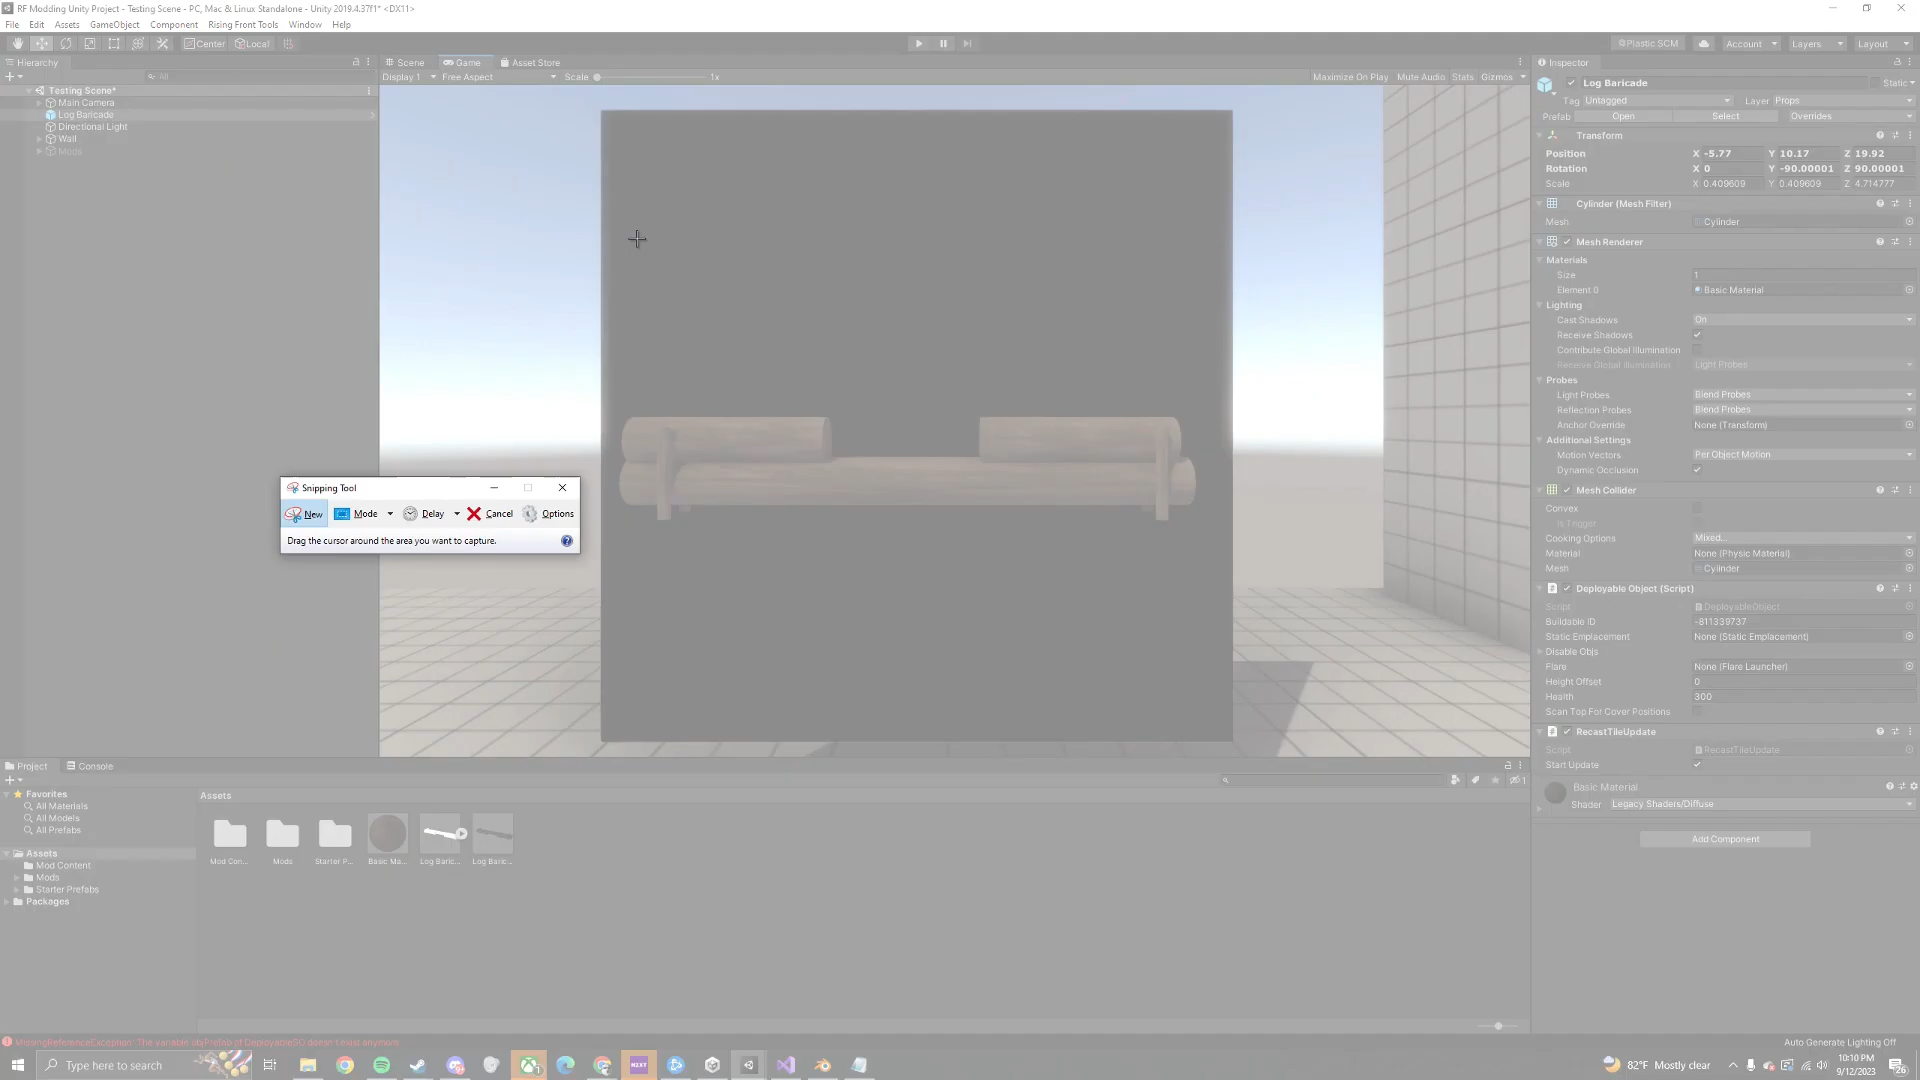 RF Modding Unity Project - Testing Scene - PC, Mac & Linux Standalone - Unity 2019.4.37f1* <DX11>
File Edit Assets GameObject Component Rising Front Tools Window Help
Center Local
Plastic SCM Account Layers Layout
Hierarchy
All
Testing Scene*
Main Camera
Log Baricade
Directional Light
Wall
Mods
Scene Game Asset Store
Display 1 Free Aspect Scale 1x Maximize On Play Mute Audio Stats Gizmos
Snipping Tool
New Mode Delay Cancel Options
Drag the cursor around the area you want to capture.
Inspector
Log Baricade Static
Tag Untagged Layer Props
Prefab Open Select Overrides
Transform
Position X -5.77 Y 10.17 Z 19.92
Rotation X 0 Y -90.00001 Z 90.00001
Scale X 0.409609 Y 0.409609 Z 4.714777
Cylinder (Mesh Filter)
Mesh Cylinder
Mesh Renderer
Materials
Size 1
Element 0 Basic Material
Lighting
Cast Shadows On
Receive Shadows
Contribute Global Illumination
Receive Global Illumination Light Probes
Probes
Light Probes Blend Probes
Reflection Probes Blend Probes
Anchor Override None (Transform)
Additional Settings
Motion Vectors Per Object Motion
Dynamic Occlusion
Mesh Collider
Convex
Is Trigger
Cooking Options Mixed...
Material None (Physic Material)
Mesh Cylinder
Deployable Object (Script)
Script DeployableObject
Buildable ID -811339737
Static Emplacement None (Static Emplacement)
Disable Objs
Flare None (Flare Launcher)
Height Offset 0
Health 300
Scan Top For Cover Positions
RecastTileUpdate
Script RecastTileUpdate
Start Update
Basic Material
Shader Legacy Shaders/Diffuse
Add Component
Project Console
Favorites
All Materials
All Models
All Prefabs
Assets
Mod Content
Mods
Starter Prefabs
Packages
Assets
Mod Con... Mods Starter P... Basic Ma... Log Baric... Log Baric...
MissingReferenceException: The variable objPrefab of DeployableSO doesn't exist anymore.
Auto Generate Lighting Off
Type here to search
NEXT
82°F Mostly clear
10:10 PM
9/12/2023
26